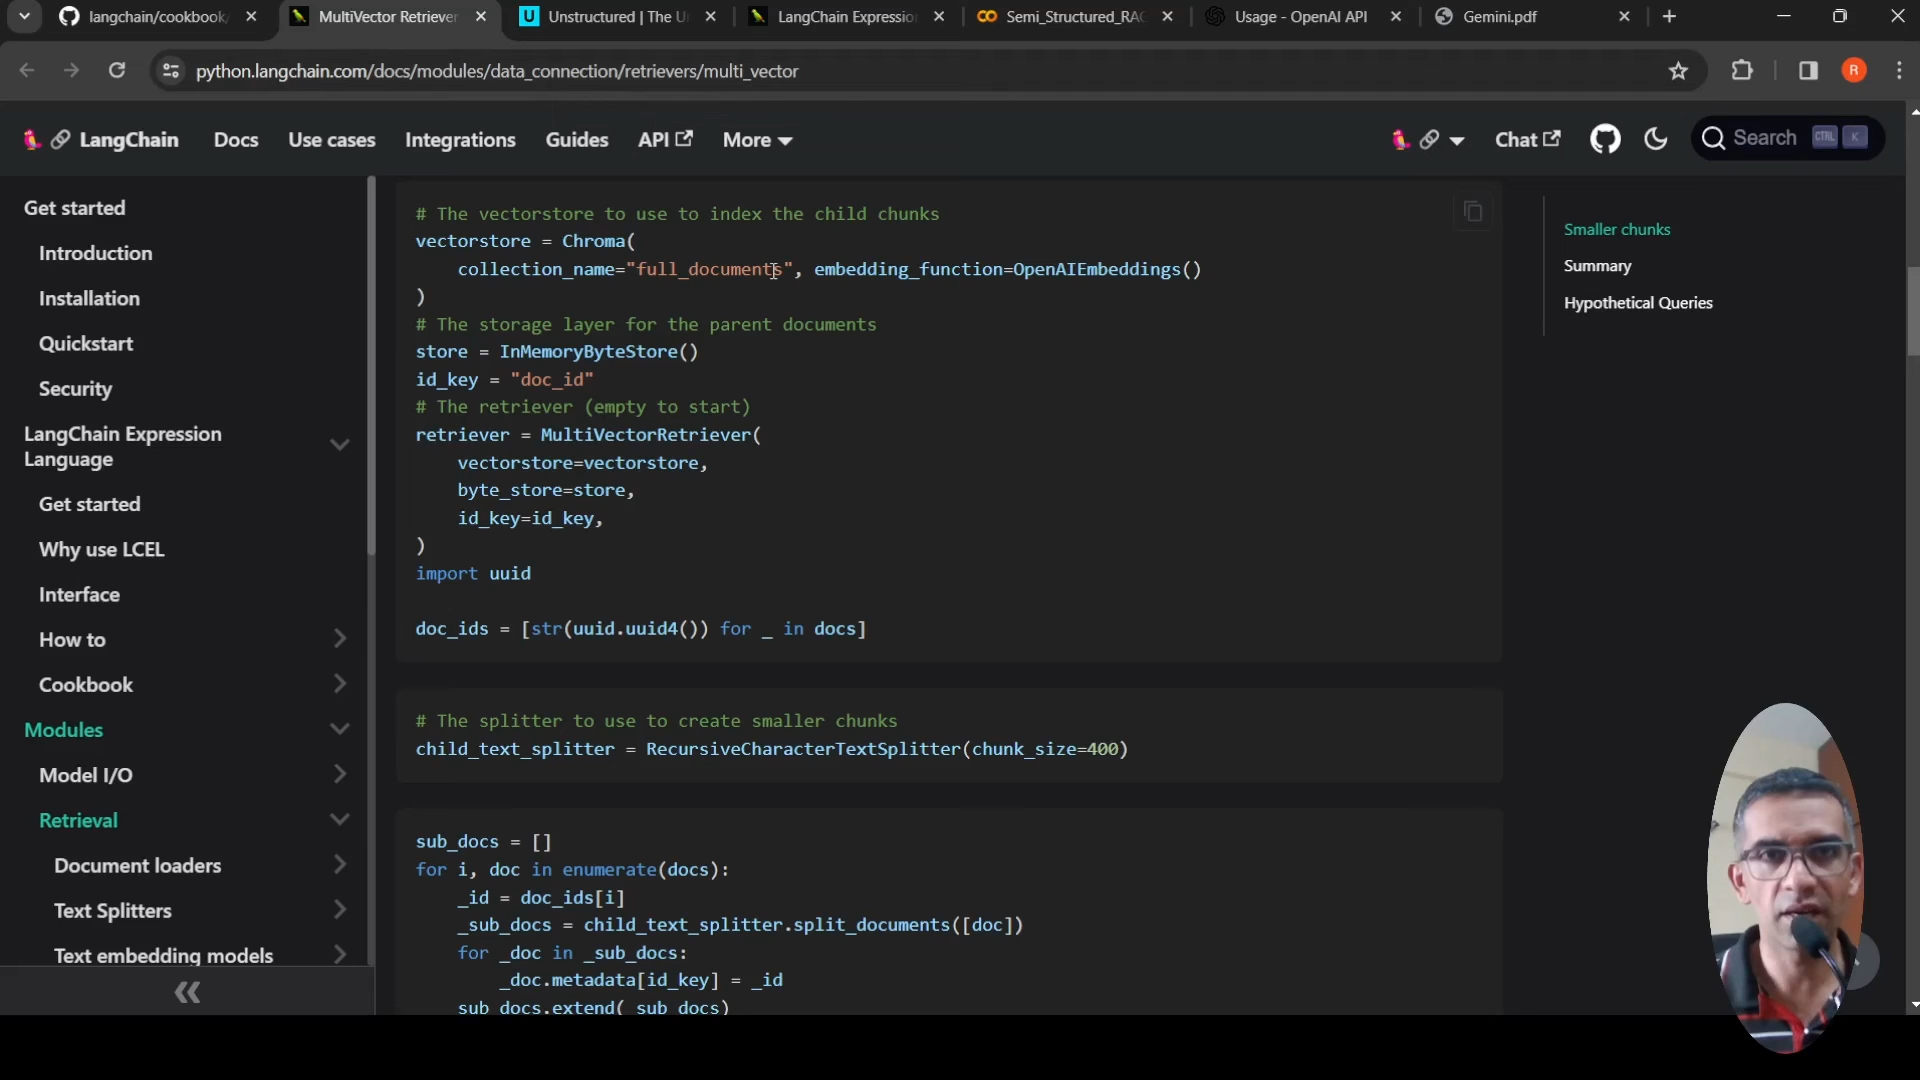 langchain/cookbook/
MultiVector Retriever
Unstructured | The U
LangChain Expressio
Semi_Structured_RAG
Usage - OpenAI API
Gemini.pdf
python.langchain.com/docs/modules/data_connection/retrievers/multi_vector
R
LangChain
Docs
Use cases
Integrations
Guides
API
More
Chat
Search
CTRL
K
Get started
Introduction
Installation
Quickstart
Security
LangChain Expression
Language
Get started
Why use LCEL
Interface
How to
Cookbook
Modules
Model I/O
Retrieval
Document loaders
Text Splitters
Text embedding models
# The vectorstore to use to index the child chunks
vectorstore = Chroma(
collection_name="full_documents", embedding_function=OpenAIEmbeddings()
)
# The storage layer for the parent documents
store = InMemoryByteStore()
id_key = "doc_id"
# The retriever (empty to start)
retriever = MultiVectorRetriever(
vectorstore=vectorstore,
byte_store=store,
id_key=id_key,
)
import uuid
doc_ids = [str(uuid.uuid4()) for _ in docs]
# The splitter to use to create smaller chunks
child_text_splitter = RecursiveCharacterTextSplitter(chunk_size=400)
sub_docs = []
for i, doc in enumerate(docs):
_id = doc_ids[i]
_sub_docs = child_text_splitter.split_documents([doc])
for _doc in _sub_docs:
_doc.metadata[id_key] = _id
sub_docs.extend(_sub_docs)
Smaller chunks
Summary
Hypothetical Queries